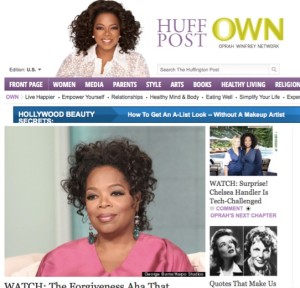 HUFF
POST
OWN
OPRAH WINFREY NETWORK
Edition: U.S.
Search The Huffington Post
FRONT PAGE WOMEN MEDIA PARENTS STYLE ARTS BOOKS HEALTHY LIVING RELIGION
OWN Live Happier Empower Yourself Relationships Healthy Mind & Body Eating Well Simplify Your Life
HOLLYWOOD BEAUTY
SECRETS:
How To Get An A-List Look – Without A Makeup Artist
WATCH: Surprise!
Chelsea Handler Is
Tech-Challenged
COMMENT
OPRAH'S NEXT CHAPTER
George Burns/Harpo Studios
Quotes That Make Us
WATCH: The Forgiveness Aha That